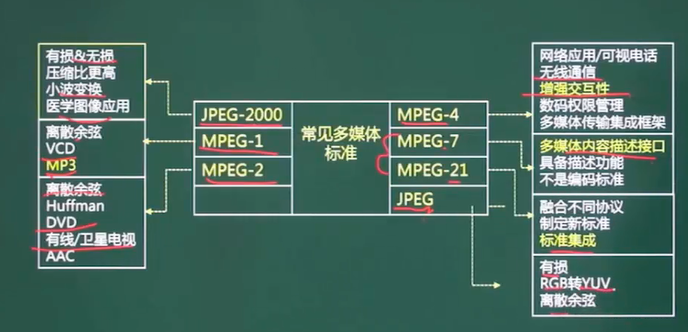 有损&无损
压缩比更高
小波变换
医学图像应用
离散余弦
VCD
MP3
离散余弦
Huffman
DVD
有线/卫星电视
AAC
JPEG-2000
MPEG-1
MPEG-2
常见多媒体
标准
MPEG-4
MPEG-7
MPEG-21
JPEG
网络应用/可视电话
无线通信
增强交互性
数码权限管理
多媒体传输集成框架
多媒体内容描述接口
具备描述功能
不是编码标准
融合不同协议
制定新标准
标准集成
有损
RGB转YUV
离散余弦